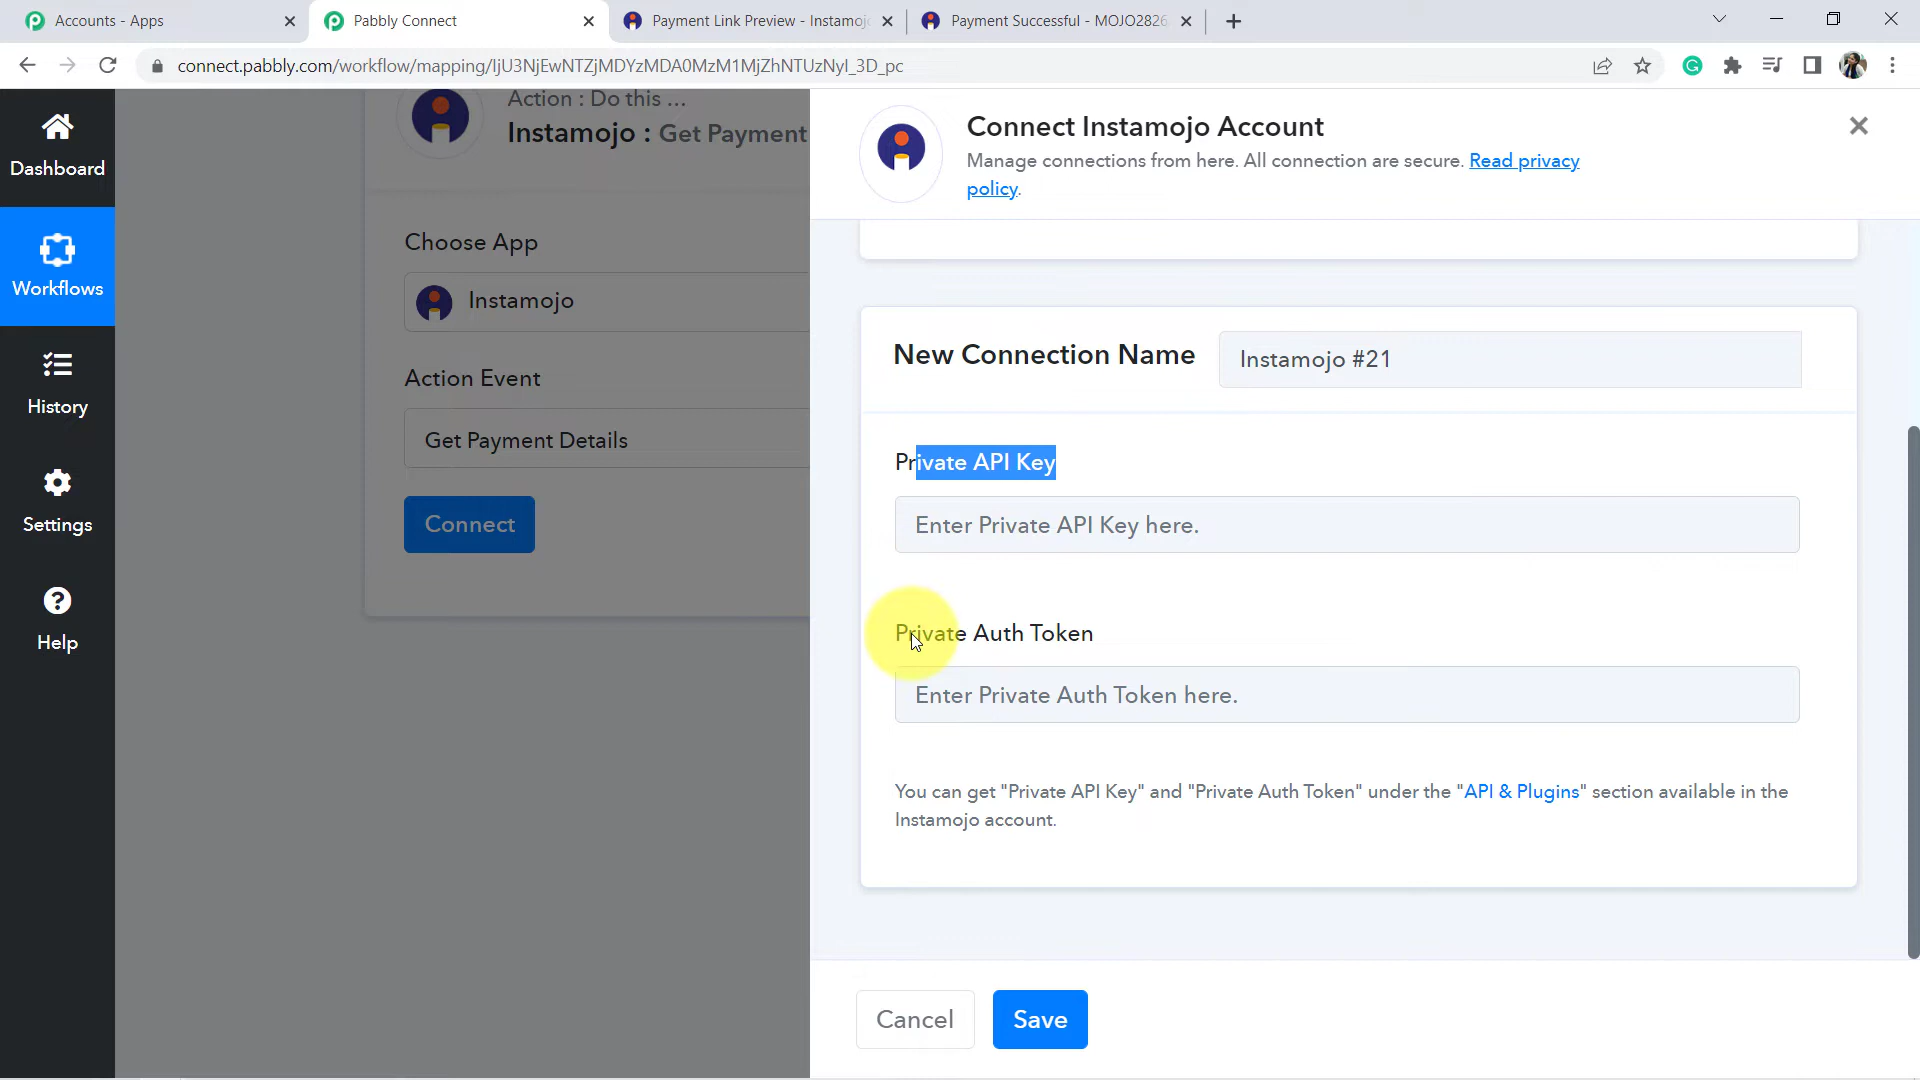 Accounts - Apps
Pabbly Connect
Payment Link Preview - Instamojo
Payment Successful - MOJO2826
connect.pabbly.com/workflow/mapping/IjU3NjEwNTZjMDYzMDA0MzM1MjZhNTUzNyI_3D_pc
Dashboard
Workflows
History
Settings
Help
Action : Do this ...
Instamojo : Get Payment
Choose App
Instamojo
Action Event
Get Payment Details
Connect
Connect Instamojo Account
Manage connections from here. All connection are secure. Read privacy
policy.
New Connection Name
Instamojo #21
Private API Key
Enter Private API Key here.
Private Auth Token
Enter Private Auth Token here.
You can get "Private API Key" and "Private Auth Token" under the "API & Plugins" section available in the
Instamojo account.
Cancel
Save